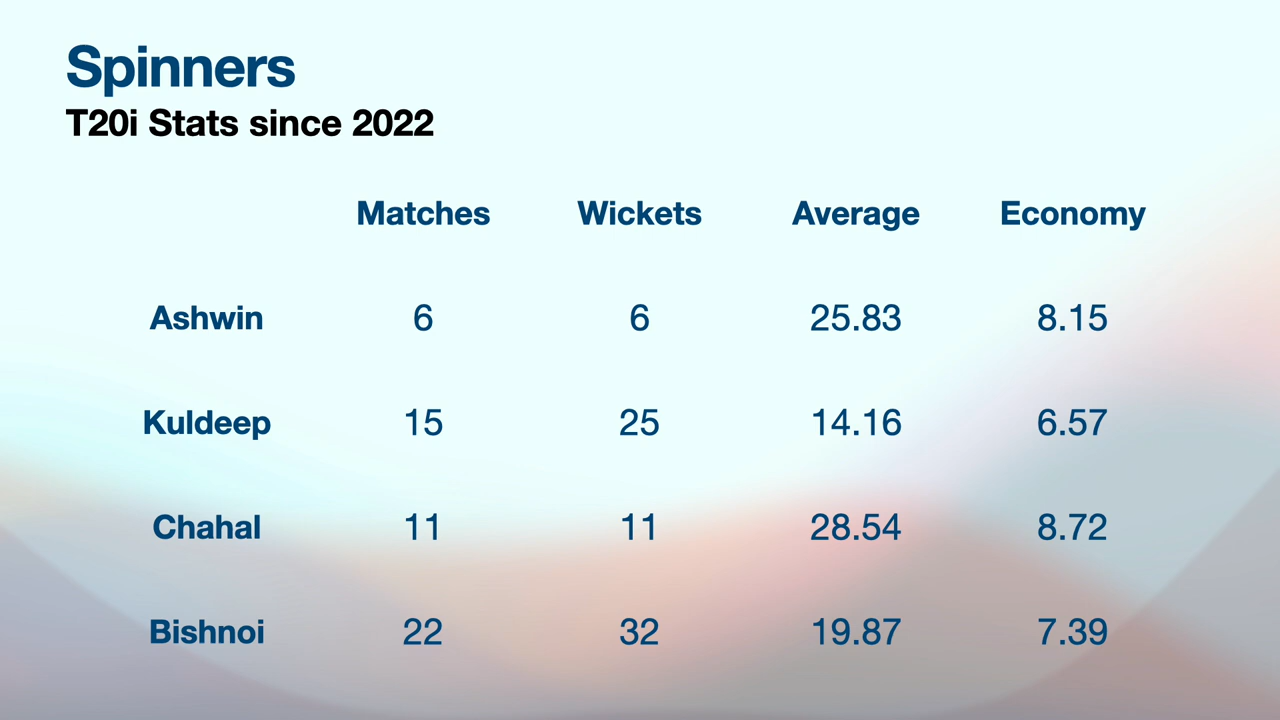 Spinners
T20i Stats since 2022
Matches Wickets Average Economy
Ashwin 6 6 25.83 8.15
Kuldeep 15 25 14.16 6.57
Chahal 11 11 28.54 8.72
Bishnoi 22 32 19.87 7.39